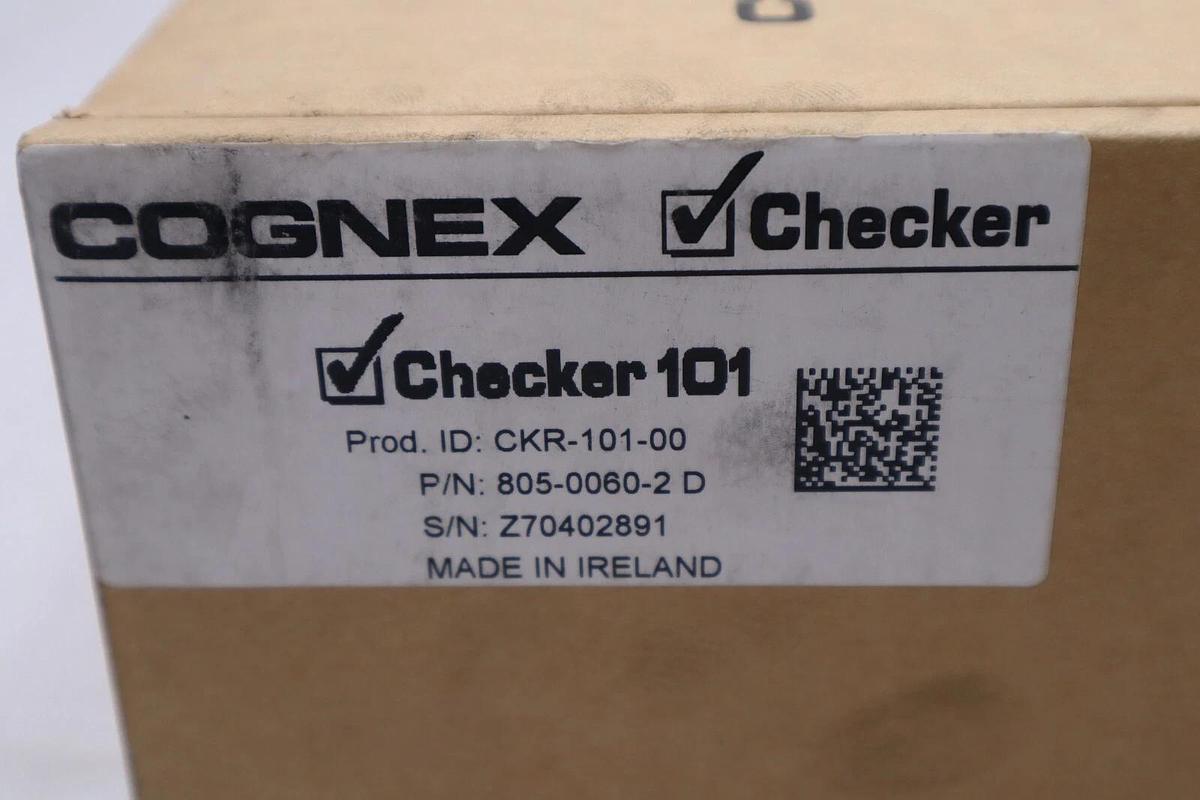 COGNEX Checker
Checker 101
Prod. ID: CKR-101-00
P/N: 805-0060-2 D
S/N: Z70402891
MADE IN IRELAND